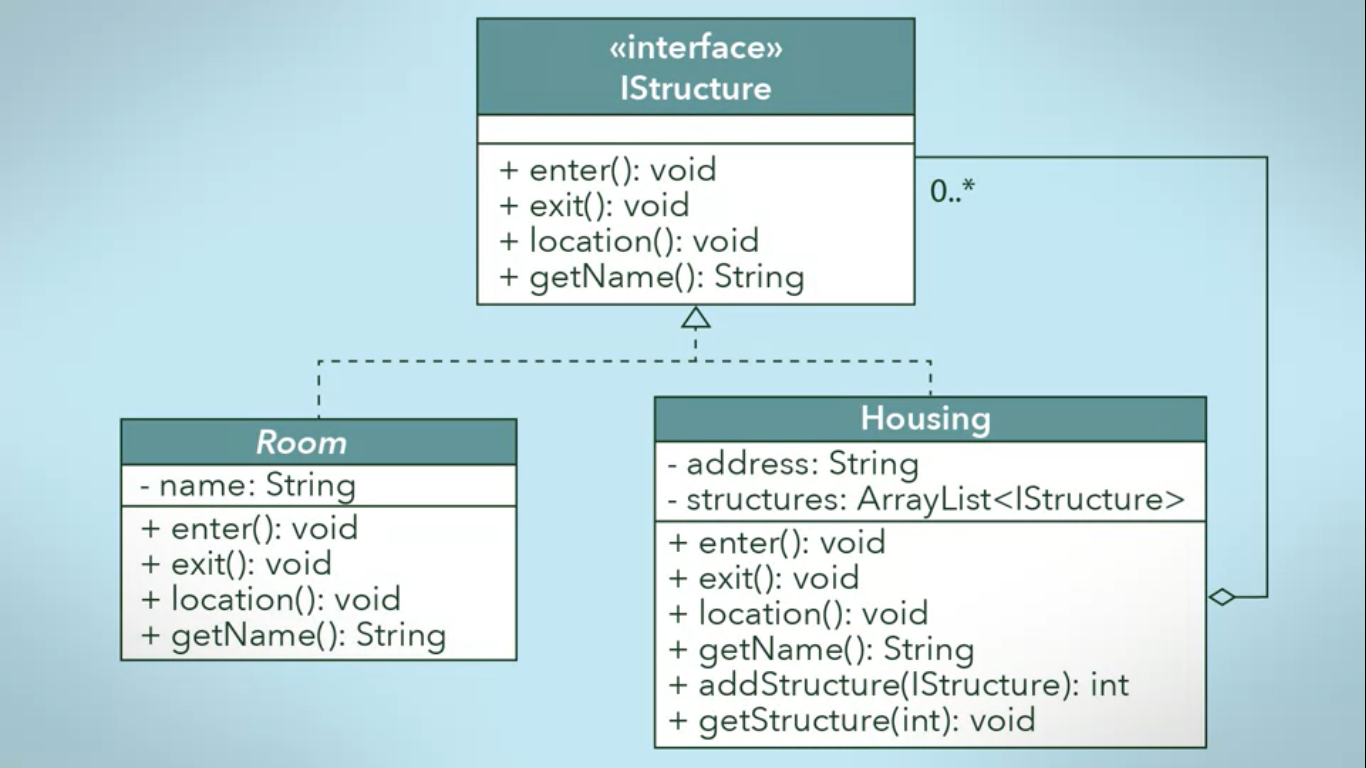 «interface»
IStructure
+ enter(): void
+ exit(): void
+ location(): void
+ getName(): String
0..*
Room
- name: String
+ enter(): void
+ exit(): void
+ location(): void
+ getName(): String
Housing
- address: String
- structures: ArrayList<IStructure>
+ enter(): void
+ exit(): void
+ location(): void
+ getName(): String
+ addStructure(IStructure): int
+ getStructure(int): void